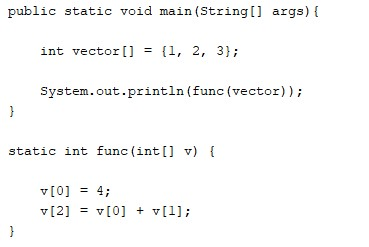 public static void main(String[] args){
int vector[] = {1, 2, 3};
System.out.println(func(vector));
}
static int func(int[] v) {
v[0] = 4;
v[2] = v[0] + v[1];
}